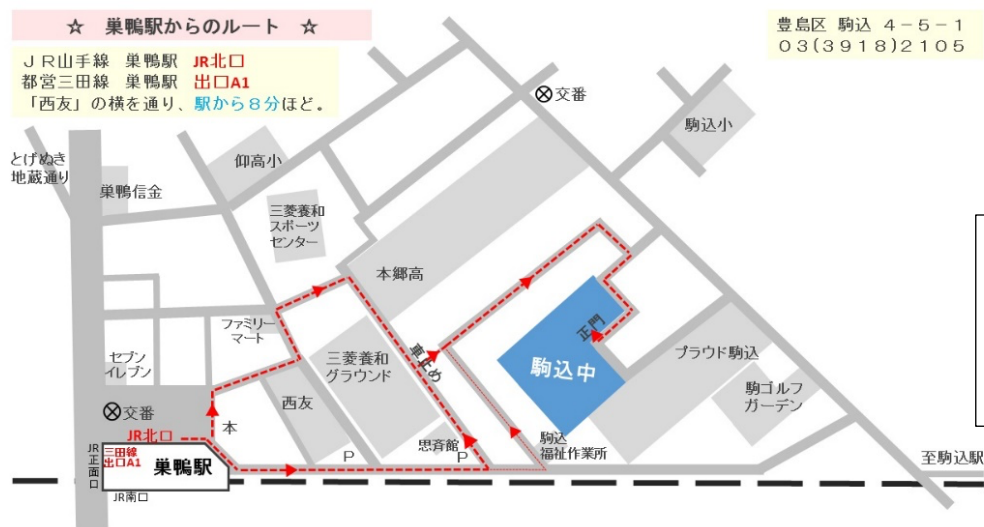 ☆ 巣鴨駅からのルート ☆
ＪＲ山手線 巣鴨駅 JR北口
都営三田線 巣鴨駅 出口A1
「西友」の横を通り、駅から８分ほど。
豊島区 駒込 ４－５－１
０３(３９１８)２１０５
交番
駒込小
とげぬき
地蔵通り
巣鴨信金
仰高小
三菱養和
スポーツ
センター
本郷高
ファミリー
マート
セブン
イレブン
三菱養和
グラウンド
車止め
正門
駒込中
プラウド駒込
駒ゴルフ
ガーデン
西友
交番
本
JR北口
思斉館
駒込
福祉作業所
P
P
JR正面口
三田線
出口A1
巣鴨駅
JR南口
至駒込駅